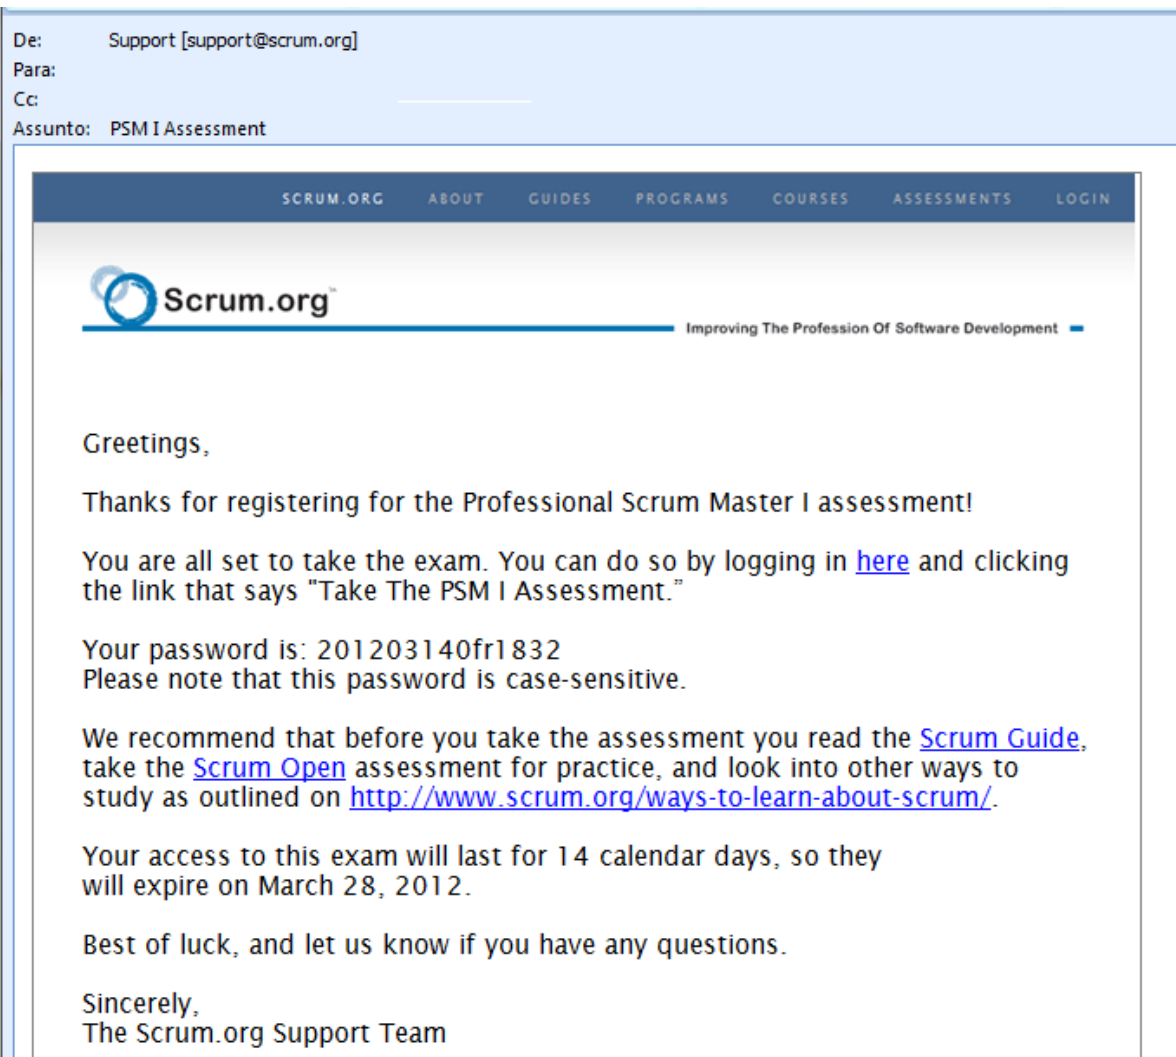 De: Support [support@scrum.org]
Para:
Cc:
Assunto: PSM I Assessment
SCRUM.ORG ABOUT GUIDES PROGRAMS COURSES ASSESSMENTS LOGIN
Scrum.org™
Improving The Profession Of Software Development
Greetings,
Thanks for registering for the Professional Scrum Master I assessment!
You are all set to take the exam. You can do so by logging in here and clicking
the link that says "Take The PSM I Assessment.”
Your password is: 201203140fr1832
Please note that this password is case-sensitive.
We recommend that before you take the assessment you read the Scrum Guide,
take the Scrum Open assessment for practice, and look into other ways to
study as outlined on http://www.scrum.org/ways-to-learn-about-scrum/.
Your access to this exam will last for 14 calendar days, so they
will expire on March 28, 2012.
Best of luck, and let us know if you have any questions.
Sincerely,
The Scrum.org Support Team